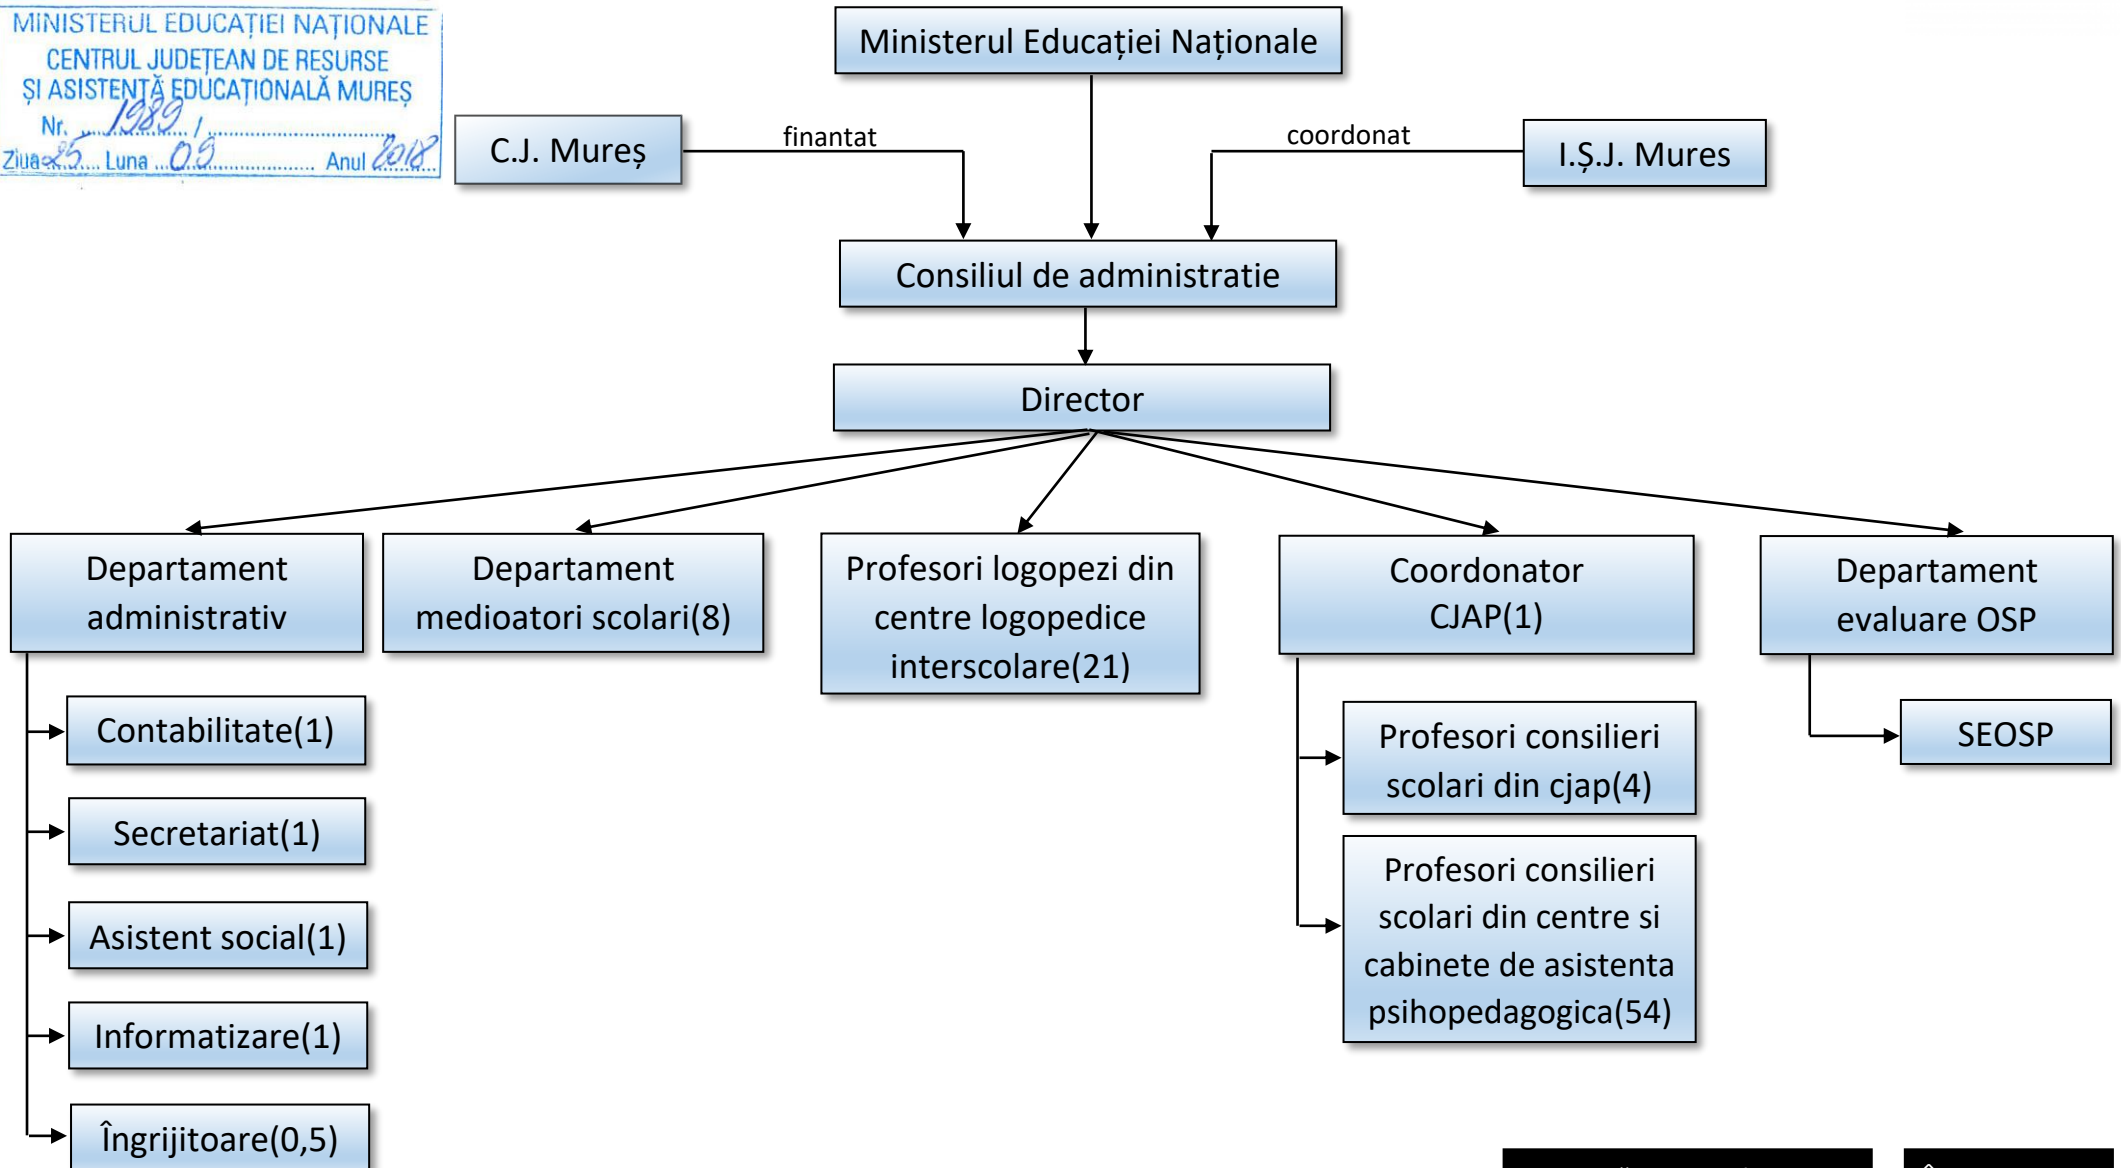 MINISTERUL EDUCAȚIEI NAȚIONALE
CENTRUL JUDEȚEAN DE RESURSE
ȘI ASISTENȚĂ EDUCAȚIONALĂ MUREȘ
Nr. 1989 /
Ziua 25 Luna 09 Anul 2018
Ministerul Educației Naționale
C.J. Mureș
finantat
coordonat
I.Ș.J. Mures
Consiliul de administratie
Director
Departament
administrativ
Departament
medioatori scolari(8)
Profesori logopezi din
centre logopedice
interscolare(21)
Coordonator
CJAP(1)
Departament
evaluare OSP
Contabilitate(1)
Secretariat(1)
Asistent social(1)
Informatizare(1)
Îngrijitoare(0,5)
Profesori consilieri
scolari din cjap(4)
Profesori consilieri
scolari din centre si
cabinete de asistenta
psihopedagogica(54)
SEOSP